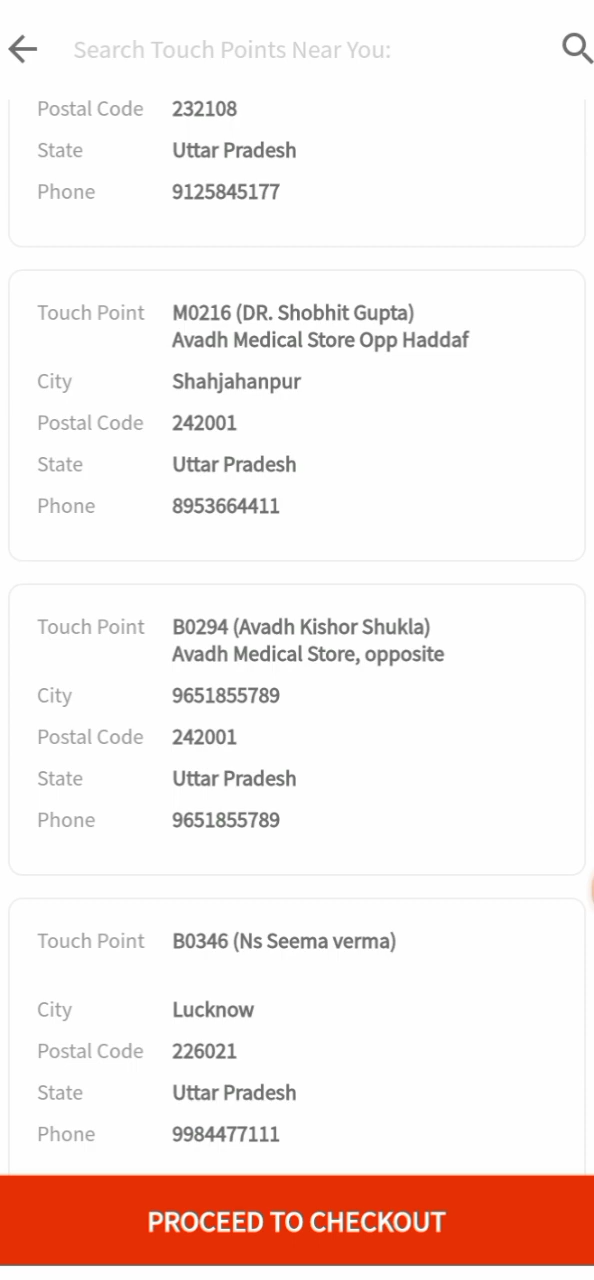 Search Touch Points Near You:
Postal Code 232108
State Uttar Pradesh
Phone 9125845177
Touch Point M0216 (DR. Shobhit Gupta)
Avadh Medical Store Opp Haddaf
City Shahjahanpur
Postal Code 242001
State Uttar Pradesh
Phone 8953664411
Touch Point B0294 (Avadh Kishor Shukla)
Avadh Medical Store, opposite
City 9651855789
Postal Code 242001
State Uttar Pradesh
Phone 9651855789
Touch Point B0346 (Ns Seema verma)
City Lucknow
Postal Code 226021
State Uttar Pradesh
Phone 9984477111
PROCEED TO CHECKOUT